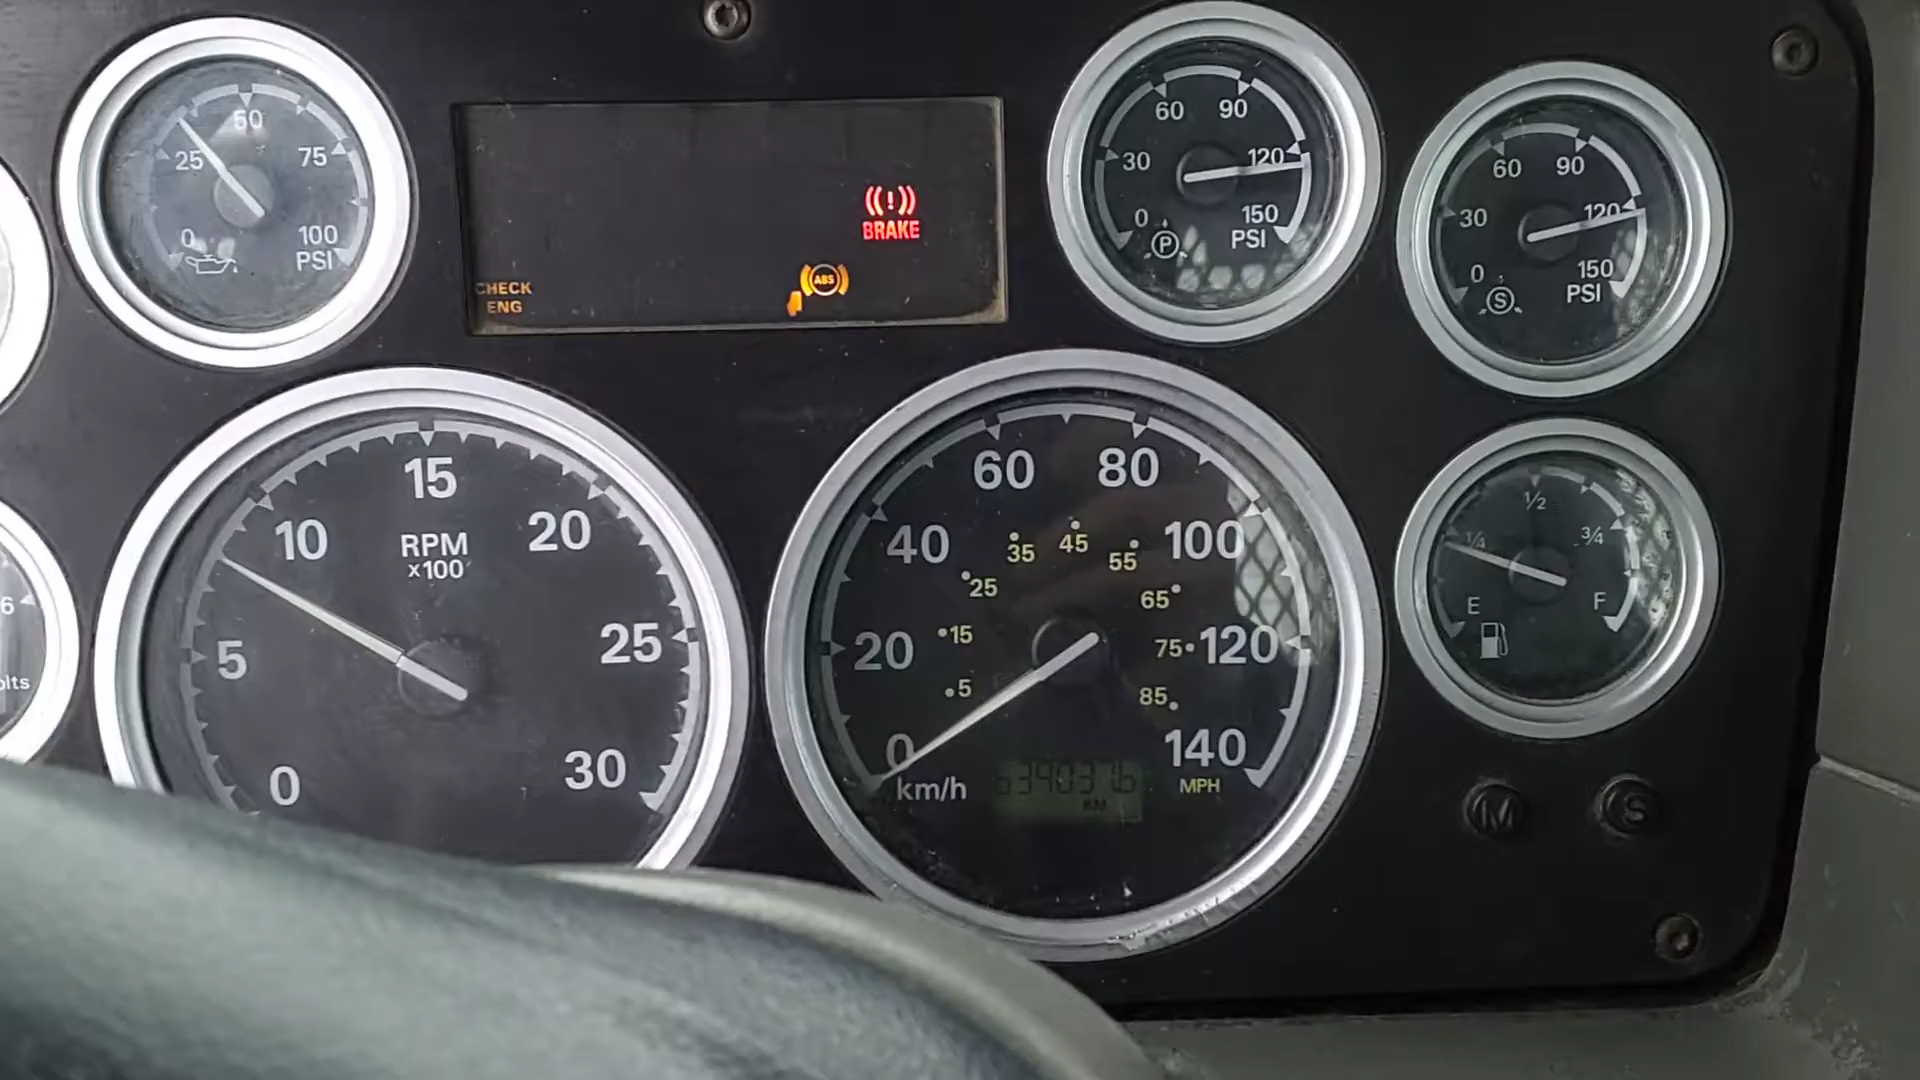 50
25
75
0
100
PSI
BRAKE
ABS
CHECK
ENG
60 90
30 120
0 150
P PSI
60 90
30 120
0 150
S PSI
15
10 20
RPM
x100
5 25
0 30
6
olts
60 80
40 100
20 120
0 140
35 45 55
25 65
15 75
5 85
km/h MPH
KM
1/2
1/4 3/4
E F
M S